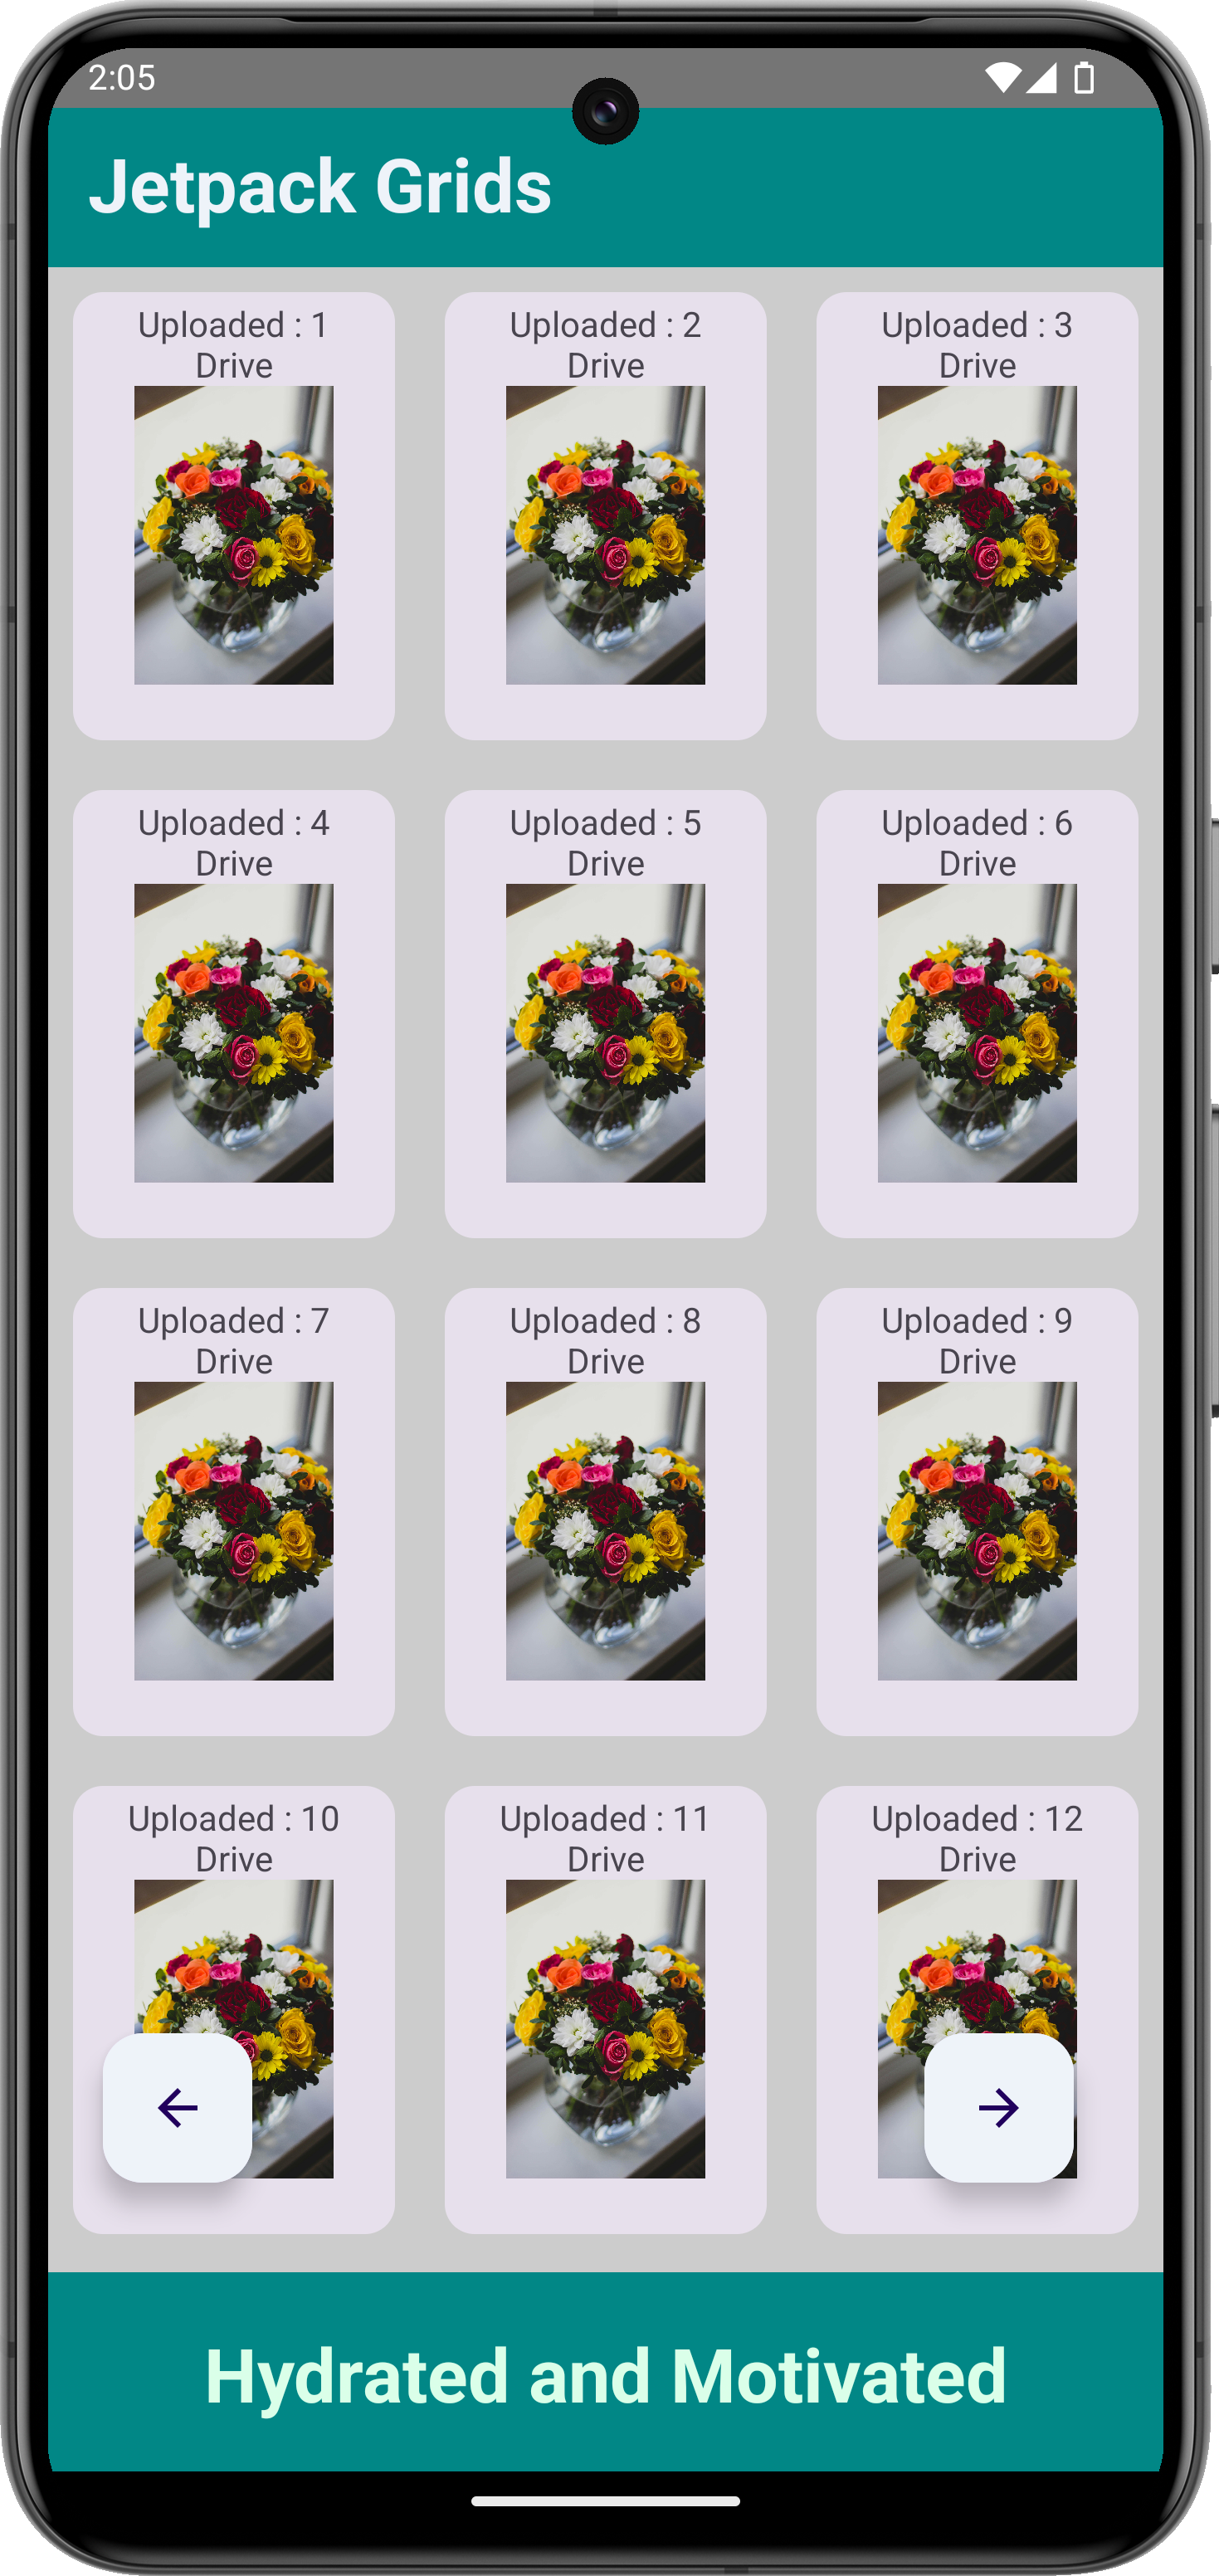 2:05
Jetpack Grids
Uploaded : 1
Drive
Uploaded : 2
Drive
Uploaded : 3
Drive
Uploaded : 4
Drive
Uploaded : 5
Drive
Uploaded : 6
Drive
Uploaded : 7
Drive
Uploaded : 8
Drive
Uploaded : 9
Drive
Uploaded : 10
Drive
Uploaded : 11
Drive
Uploaded : 12
Drive
Hydrated and Motivated